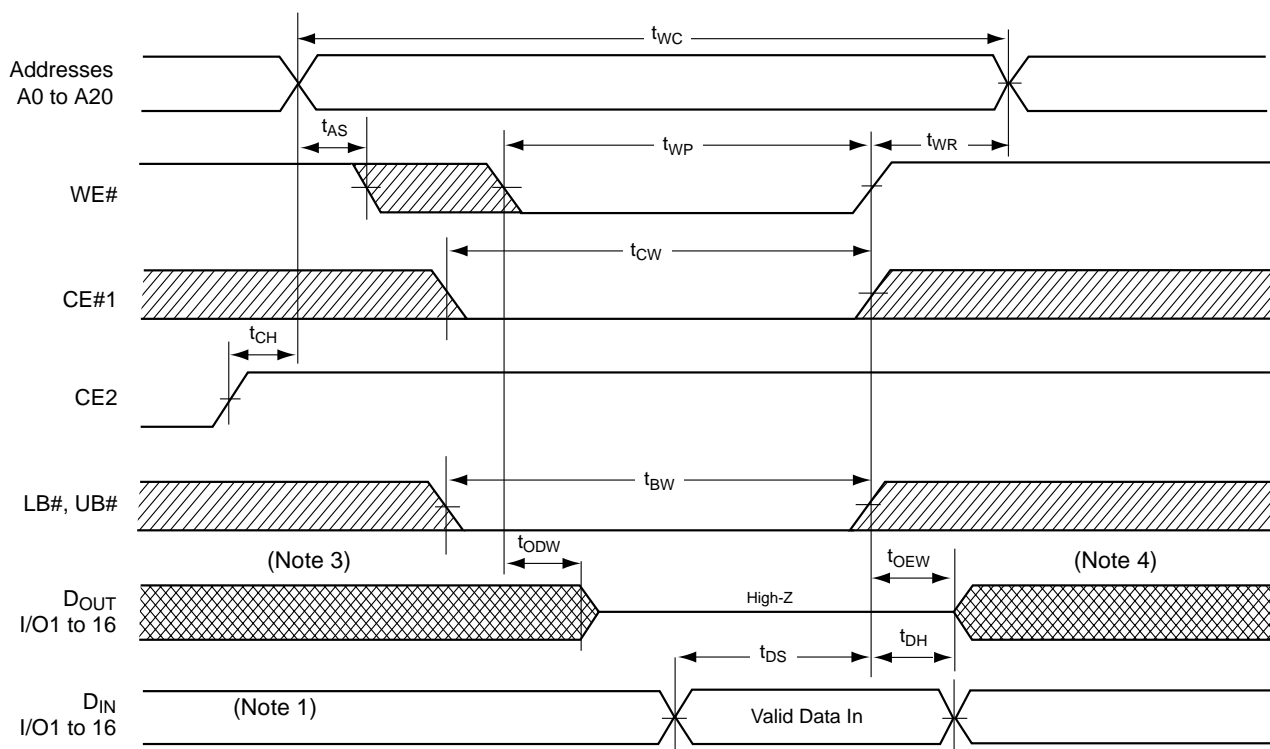 tWC
Addresses
A0 to A20
tAS
tWP
tWR
WE#
tCW
CE#1
tCH
CE2
tBW
LB#, UB#
(Note 3)
tODW
tOEW
(Note 4)
DOUT
I/O1 to 16
High-Z
tDS
tDH
DIN
I/O1 to 16
(Note 1)
Valid Data In